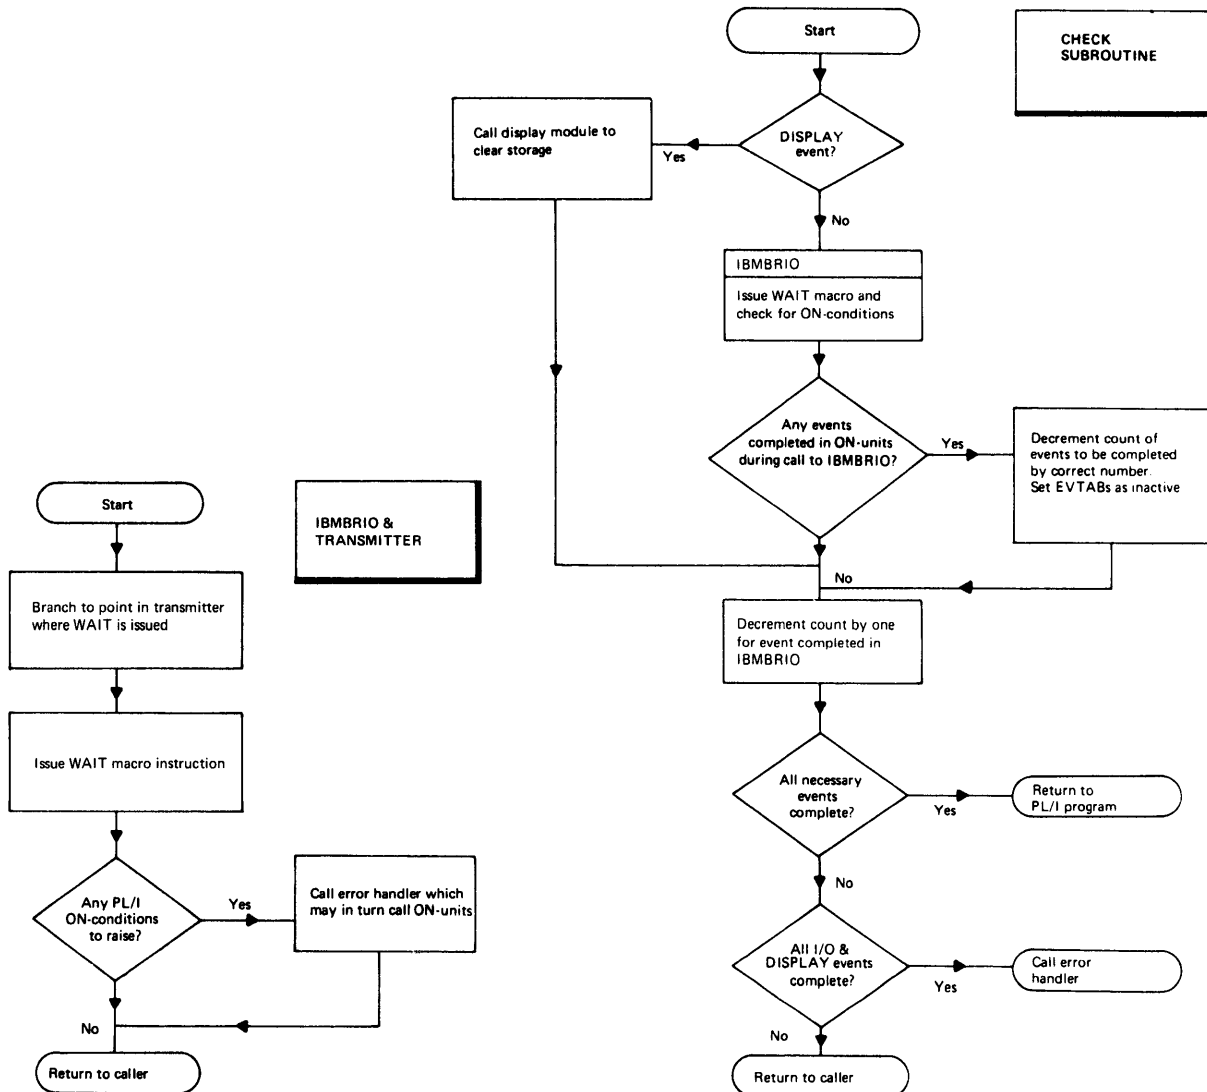 Start
CHECK
SUBROUTINE
Call display module to
clear storage
DISPLAY
event?
Yes
No
IBMBRIO
Issue WAIT macro and
check for ON-conditions
Any events
completed in ON-units
during call to IBMBRIO?
Yes
Decrement count of
events to be completed
by correct number.
Set EVTABs as inactive
No
Decrement count by one
for event completed in
IBMBRIO
All necessary
events
complete?
Yes
Return to
PL/I program
No
All I/O &
DISPLAY events
complete?
Yes
Call error
handler
No
Return to caller
Start
IBMBRIO &
TRANSMITTER
Branch to point in transmitter
where WAIT is issued
Issue WAIT macro instruction
Any PL/I
ON-conditions
to raise?
Yes
Call error handler which
may in turn call ON-units
No
Return to caller